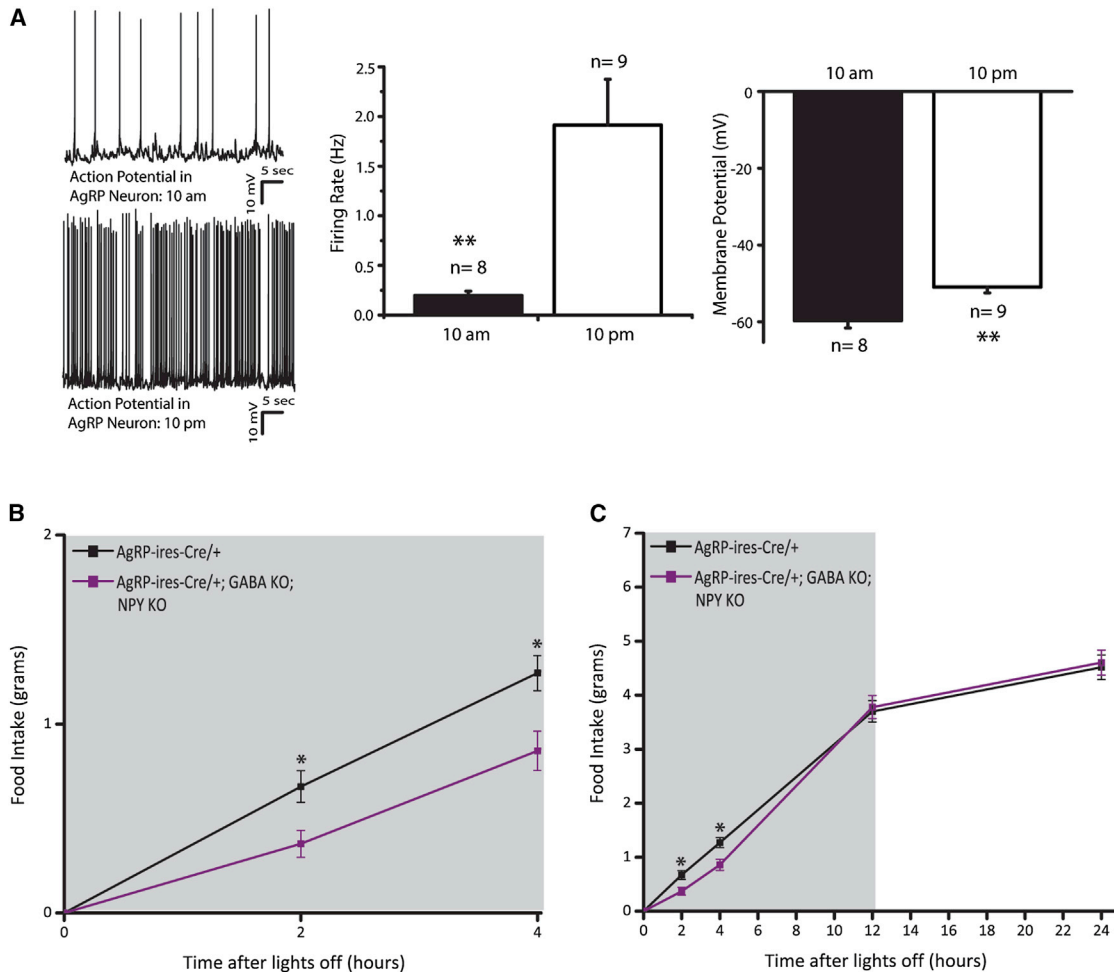 A
5 sec
10 mV
Action Potential in
AgRP Neuron: 10 am
5 sec
10 mV
Action Potential in
AgRP Neuron: 10 pm
Firing Rate (Hz)
2.5
2.0
1.5
1.0
0.5
0.0
**
n= 8
n= 9
10 am
10 pm
10 am
10 pm
Membrane Potential (mV)
0
-20
-40
-60
n= 8
n= 9
**
B
AgRP-ires-Cre/+
AgRP-ires-Cre/+; GABA KO;
NPY KO
Food Intake (grams)
2
1
0
*
*
0
2
4
Time after lights off (hours)
C
AgRP-ires-Cre/+
AgRP-ires-Cre/+; GABA KO;
NPY KO
Food Intake (grams)
7
6
5
4
3
2
1
0
*
*
0 2 4 6 8 10 12 14 16 18 20 22 24
Time after lights off (hours)